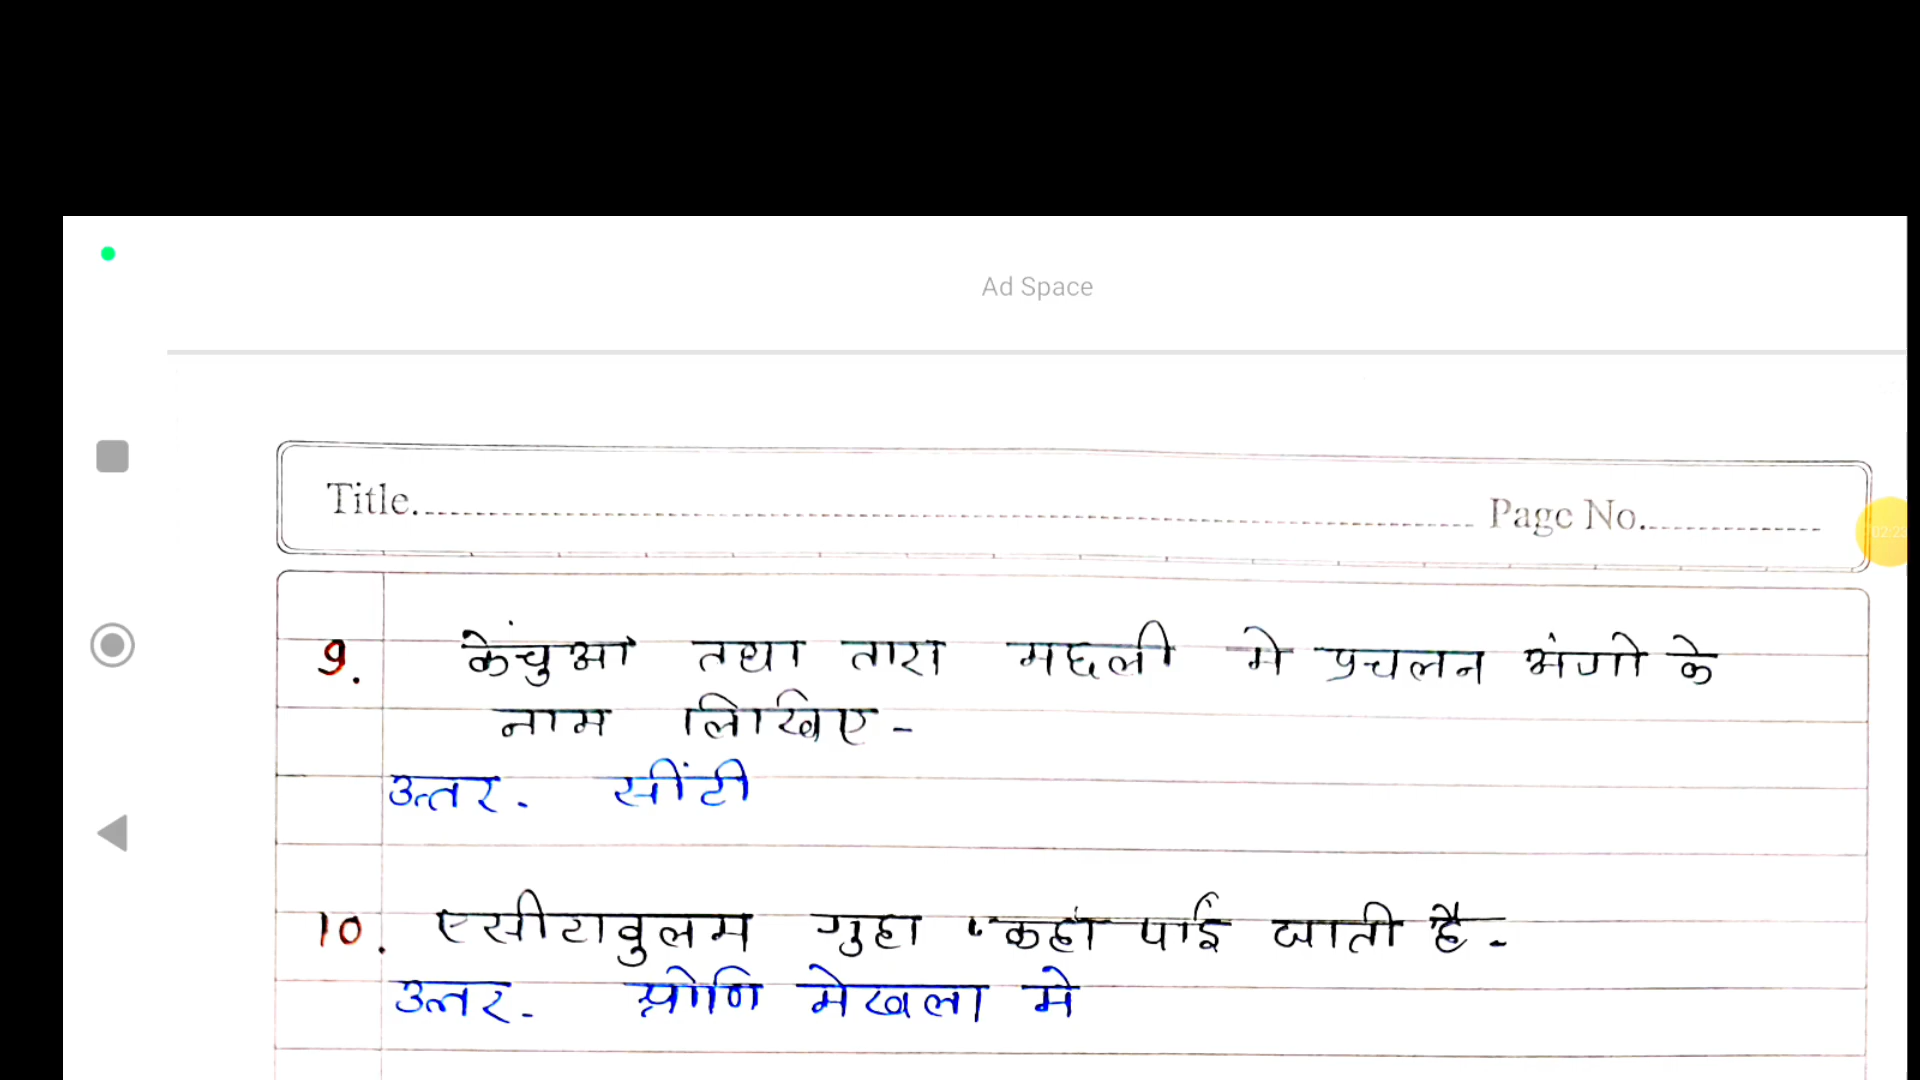 Ad Space
Title. Page No.
9. केंचुआ तथा तारा मछली मे प्रचलन अंगो के
नाम लिखिए -
उत्तर. सींटी
10. एसीटावुलम गुहा कहा पाई जाती है -
उत्तर. श्रोणि मेखला मे